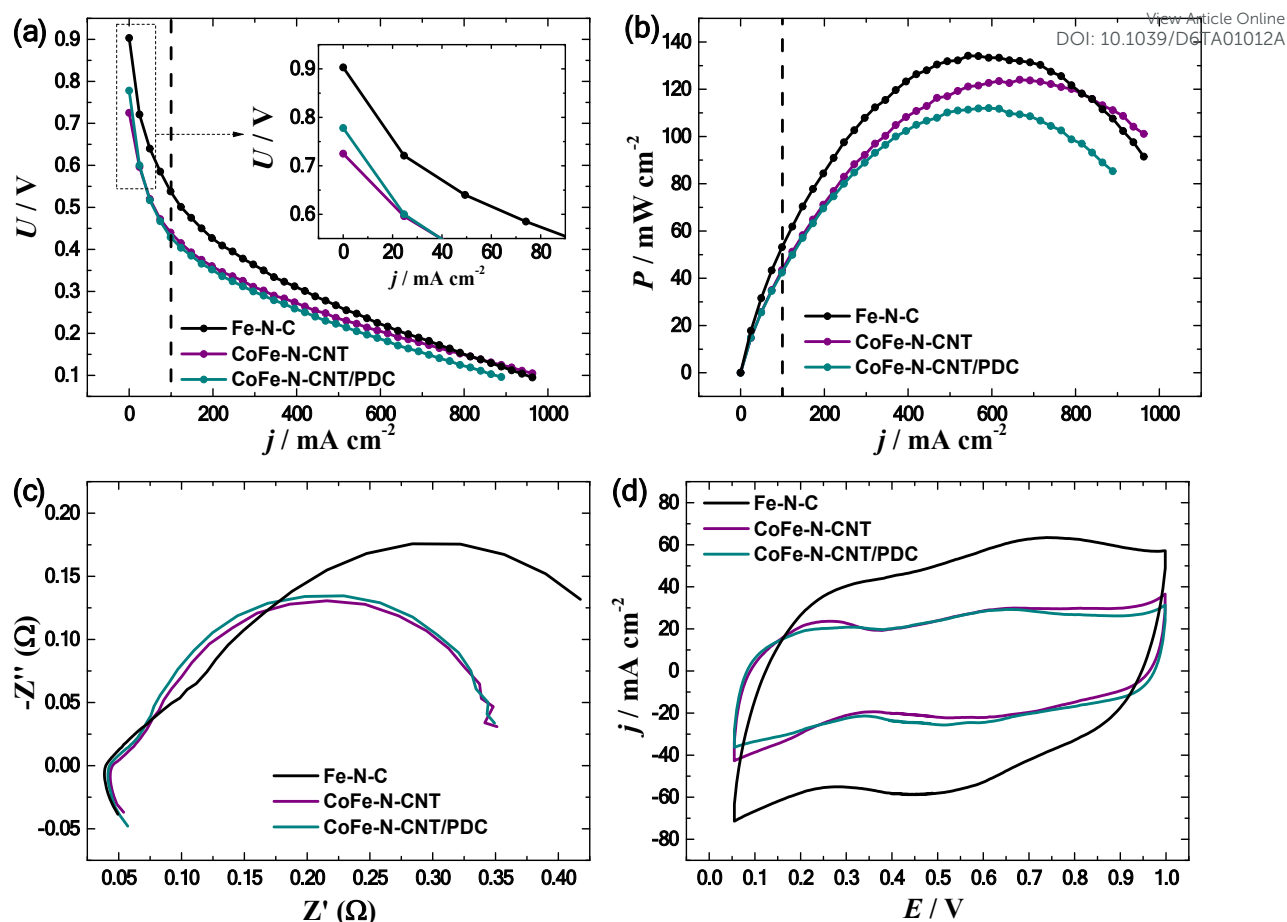 View Article Online
DOI: 10.1039/D6TA01012A
(a)
0.9
0.8
0.7
0.6
0.5
0.4
0.3
0.2
0.1
U / V
0 200 400 600 800 1000
j / mA cm-2
0.9
0.8
0.7
0.6
U / V
0 20 40 60 80
j / mA cm-2
Fe-N-C
CoFe-N-CNT
CoFe-N-CNT/PDC
(b)
140
120
100
80
60
40
20
0
P / mW cm-2
Fe-N-C
CoFe-N-CNT
CoFe-N-CNT/PDC
0 200 400 600 800 1000
j / mA cm-2
(c)
0.20
0.15
0.10
0.05
0.00
-0.05
-Z'' (Ω)
Fe-N-C
CoFe-N-CNT
CoFe-N-CNT/PDC
0.05 0.10 0.15 0.20 0.25 0.30 0.35 0.40
Z' (Ω)
(d)
80
60
40
20
0
-20
-40
-60
-80
j / mA cm-2
Fe-N-C
CoFe-N-CNT
CoFe-N-CNT/PDC
0.0 0.1 0.2 0.3 0.4 0.5 0.6 0.7 0.8 0.9 1.0
E / V